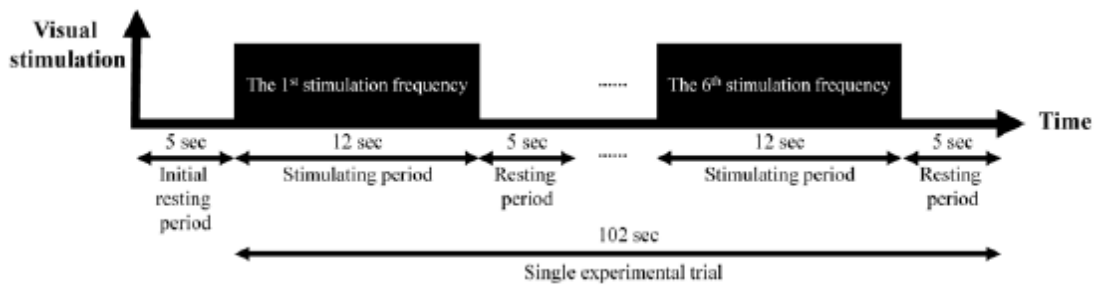 Visual
stimulation
The 1st stimulation frequency
......
The 6th stimulation frequency
Time
5 sec
12 sec
5 sec
......
12 sec
5 sec
Initial
resting
period
Stimulating period
Resting
period
Stimulating period
Resting
period
102 sec
Single experimental trial